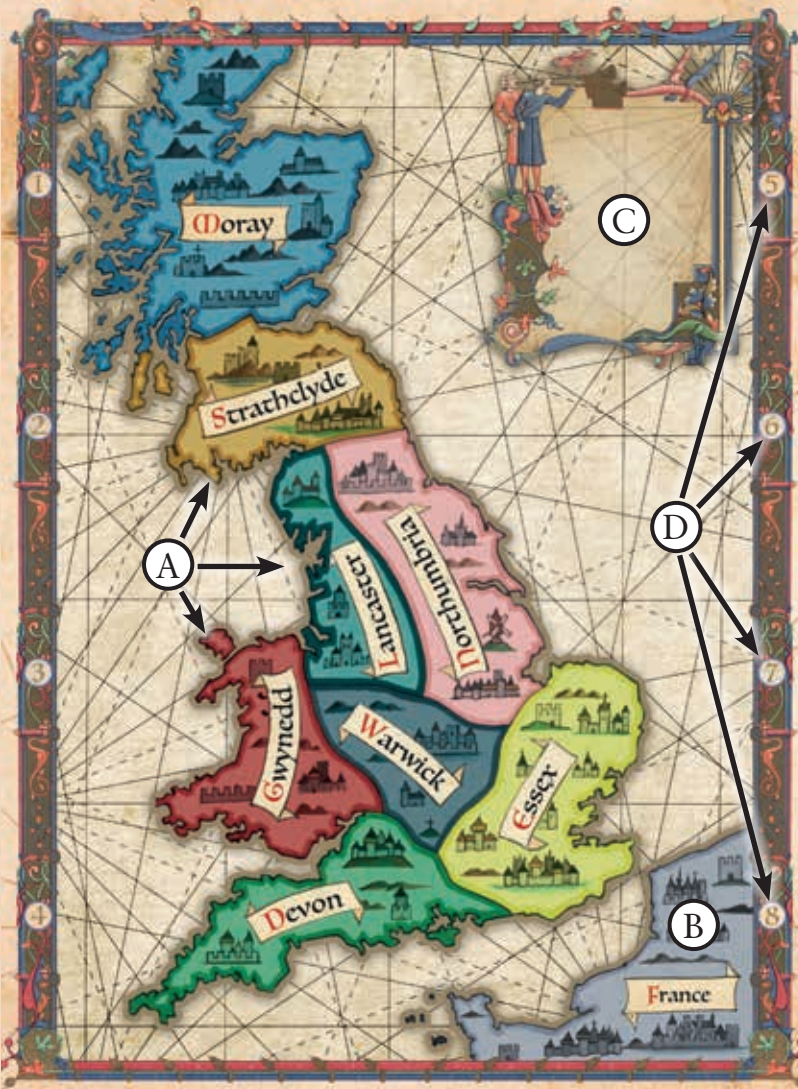 1
5
C
Moray
Strathclyde
2
6
D
A
Lancaster
Northumbria
3
7
Gwynedd
Warwick
Essex
4
8
Devon
B
France